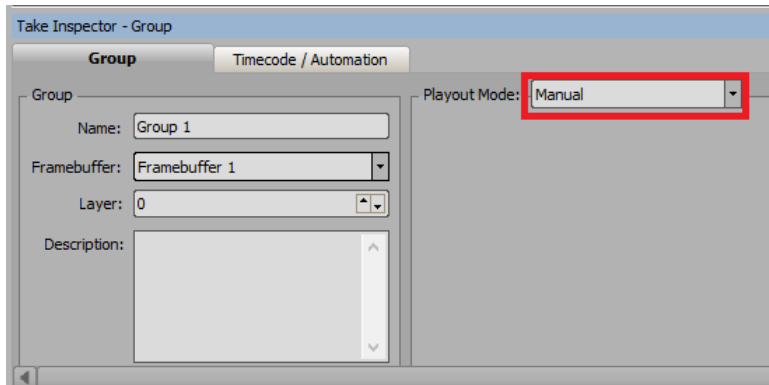 Take Inspector - Group
Group
Timecode / Automation
Group
Name: Group 1
Framebuffer: Framebuffer 1
Layer: 0
Description:
Playout Mode: Manual